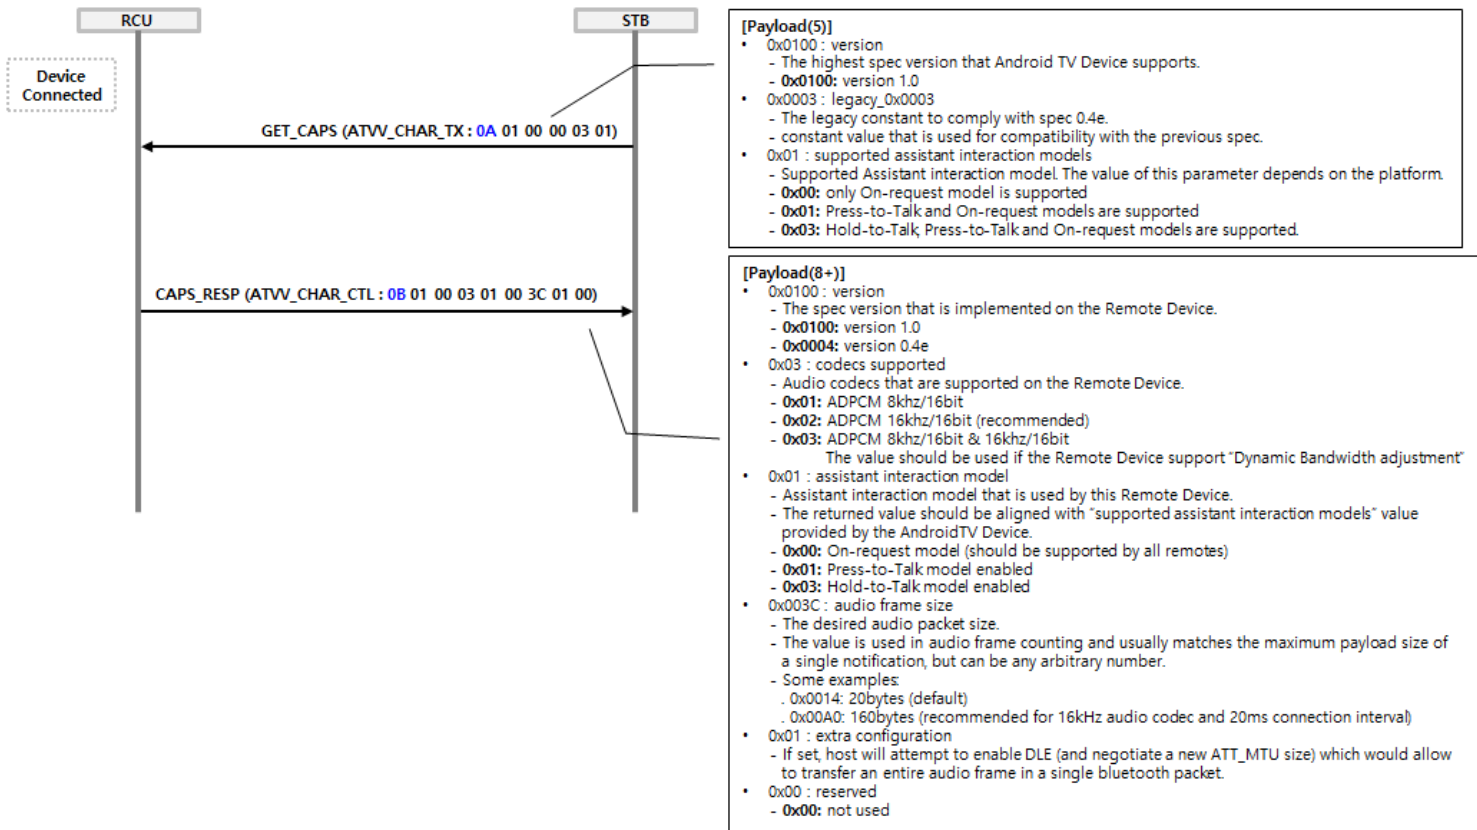 RCU
STB
Device
Connected
GET_CAPS (ATVV_CHAR_TX : 0A 01 00 00 03 01)
CAPS_RESP (ATVV_CHAR_CTL : 0B 01 00 03 01 00 3C 01 00)
[Payload(5)]
• 0x0100 : version
- The highest spec version that Android TV Device supports.
- 0x0100: version 1.0
• 0x0003 : legacy_0x0003
- The legacy constant to comply with spec 0.4e.
- constant value that is used for compatibility with the previous spec.
• 0x01 : supported assistant interaction models
- Supported Assistant interaction model. The value of this parameter depends on the platform.
- 0x00: only On-request model is supported
- 0x01: Press-to-Talk and On-request models are supported
- 0x03: Hold-to-Talk, Press-to-Talk and On-request models are supported.
[Payload(8+)]
• 0x0100 : version
- The spec version that is implemented on the Remote Device.
- 0x0100: version 1.0
- 0x0004: version 0.4e
• 0x03 : codecs supported
- Audio codecs that are supported on the Remote Device.
- 0x01: ADPCM 8khz/16bit
- 0x02: ADPCM 16khz/16bit (recommended)
- 0x03: ADPCM 8khz/16bit & 16khz/16bit
The value should be used if the Remote Device support "Dynamic Bandwidth adjustment"
• 0x01 : assistant interaction model
- Assistant interaction model that is used by this Remote Device.
- The returned value should be aligned with "supported assistant interaction models" value
provided by the AndroidTV Device.
- 0x00: On-request model (should be supported by all remotes)
- 0x01: Press-to-Talk model enabled
- 0x03: Hold-to-Talk model enabled
• 0x003C : audio frame size
- The desired audio packet size.
- The value is used in audio frame counting and usually matches the maximum payload size of
a single notification, but can be any arbitrary number.
- Some examples:
. 0x0014: 20bytes (default)
. 0x00A0: 160bytes (recommended for 16kHz audio codec and 20ms connection interval)
• 0x01 : extra configuration
- If set, host will attempt to enable DLE (and negotiate a new ATT_MTU size) which would allow
to transfer an entire audio frame in a single bluetooth packet.
• 0x00 : reserved
- 0x00: not used